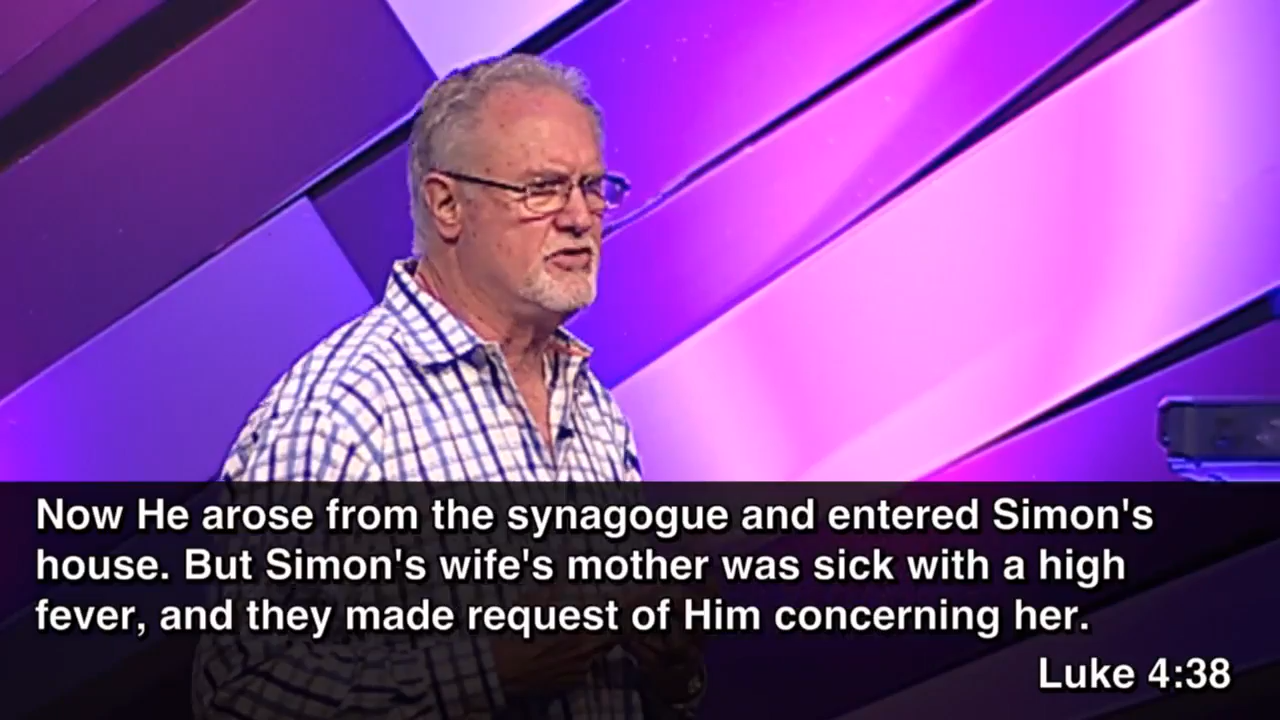 Now He arose from the synagogue and entered Simon's
house. But Simon's wife's mother was sick with a high
fever, and they made request of Him concerning her.
Luke 4:38